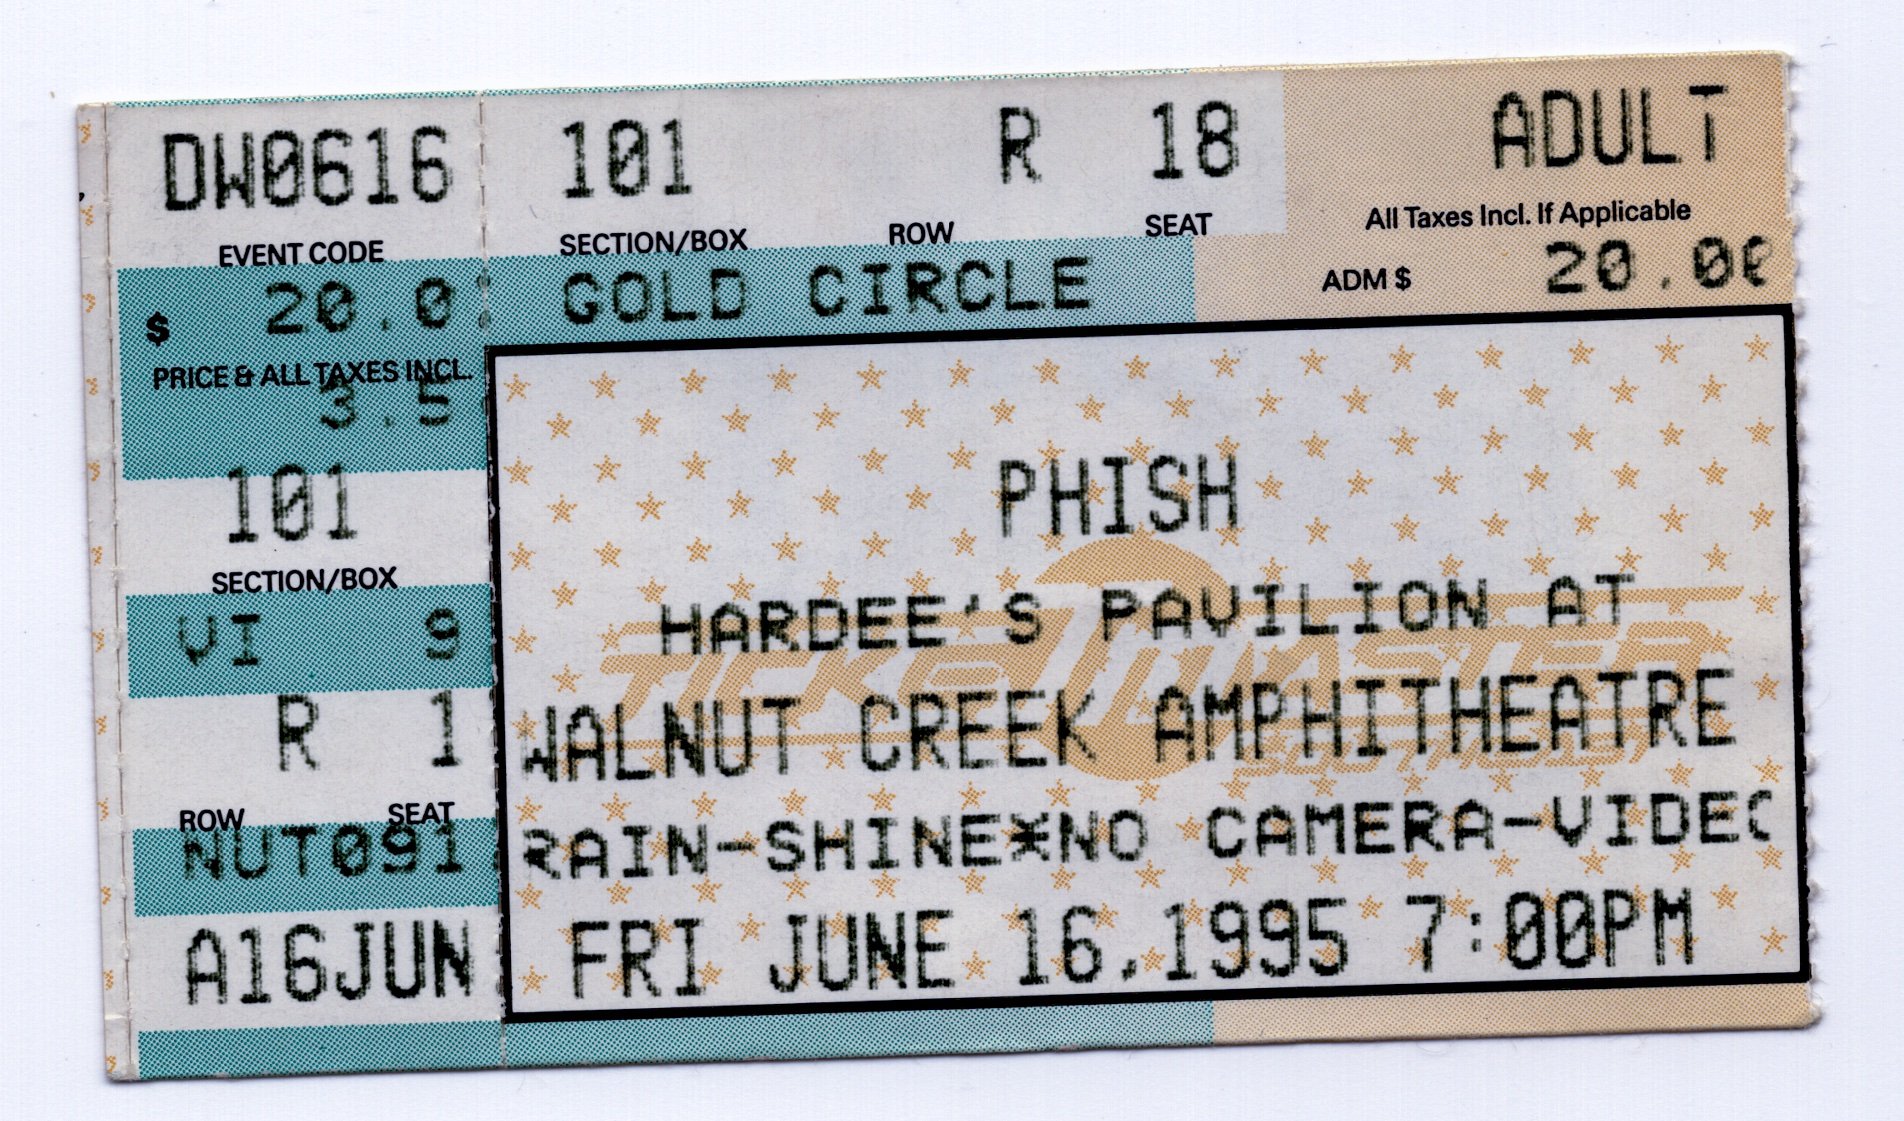 DW0616
EVENT CODE
$ 20.0
PRICE & ALL TAXES INCL.
3.5
101
SECTION/BOX
VI 9
R 1
ROW SEAT
NUT091
A16JUN
101 R 18 ADULT
SECTION/BOX ROW SEAT
All Taxes Incl. If Applicable
GOLD CIRCLE
ADM $ 20.00
PHISH
HARDEE'S PAVILION AT
WALNUT CREEK AMPHITHEATRE
RAIN-SHINE*NO CAMERA-VIDEO
FRI JUNE 16,1995 7:00PM
TICKETMASTER